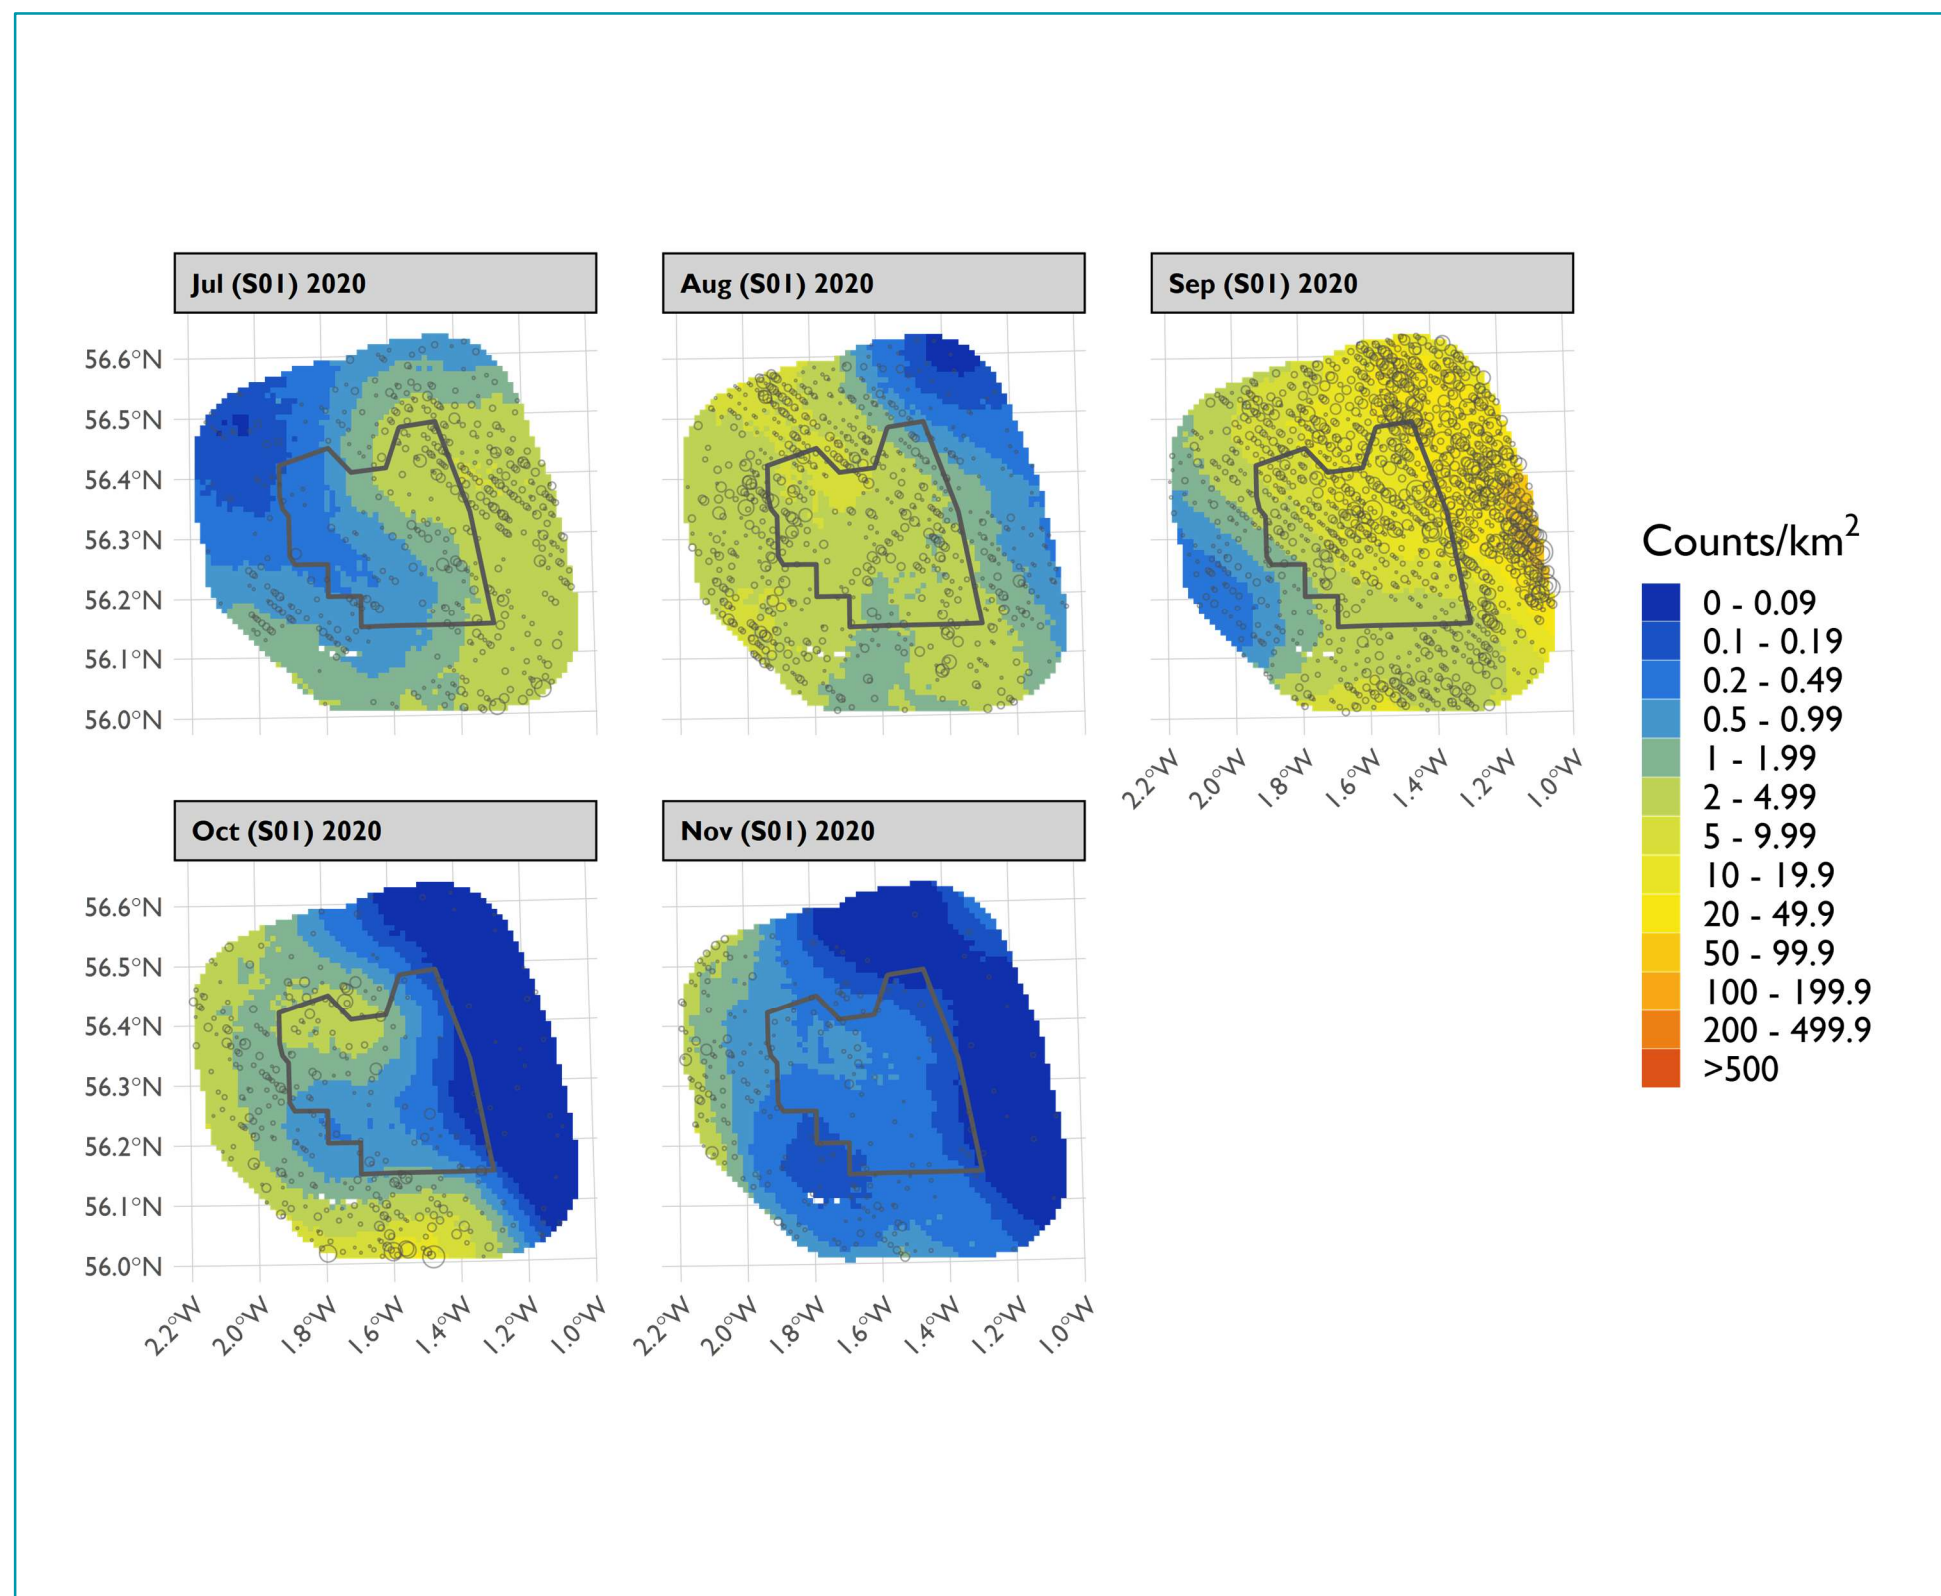 Jul (S01) 2020
Aug (S01) 2020
Sep (S01) 2020
56.6°N
56.5°N
56.4°N
56.3°N
56.2°N
56.1°N
56.0°N
2.2°W 2.0°W 1.8°W 1.6°W 1.4°W 1.2°W 1.0°W
Oct (S01) 2020
Nov (S01) 2020
56.6°N
56.5°N
56.4°N
56.3°N
56.2°N
56.1°N
56.0°N
2.2°W 2.0°W 1.8°W 1.6°W 1.4°W 1.2°W 1.0°W
2.2°W 2.0°W 1.8°W 1.6°W 1.4°W 1.2°W 1.0°W
Counts/km²
0 - 0.09
0.1 - 0.19
0.2 - 0.49
0.5 - 0.99
1 - 1.99
2 - 4.99
5 - 9.99
10 - 19.9
20 - 49.9
50 - 99.9
100 - 199.9
200 - 499.9
>500